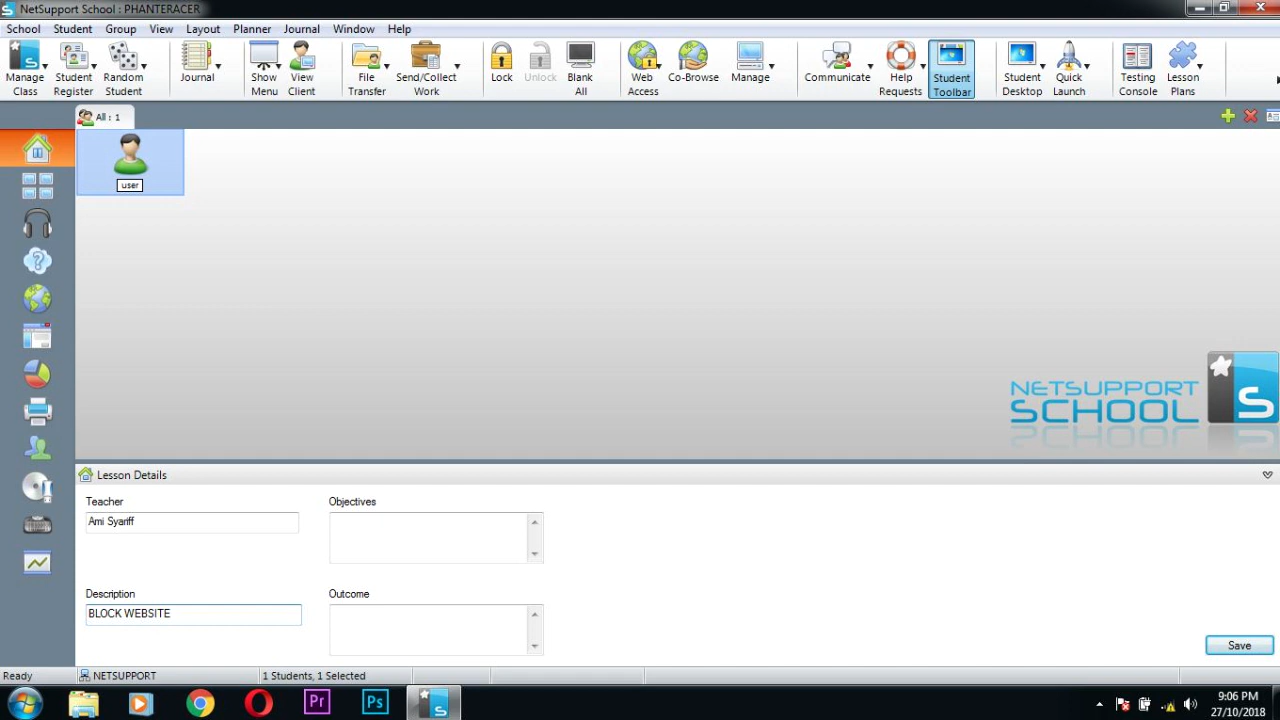 NetSupport School : PHANTERACER
School Student Group View Layout Planner Journal Window Help
Manage Class
Student Register
Random Student
Journal
Show Menu
View Client
File Transfer
Send/Collect Work
Lock
Unlock
Blank All
Web Access
Co-Browse
Manage
Communicate
Help Requests
Student Toolbar
Student Desktop
Quick Launch
Testing Console
Lesson Plans
All : 1
user
NETSUPPORT
SCHOOL
S
Lesson Details
Teacher
Objectives
Ami Syariff
Description
Outcome
BLOCK WEBSITE
Save
Ready
NETSUPPORT
1 Students, 1 Selected
Pr
Ps
S
9:06 PM
27/10/2018